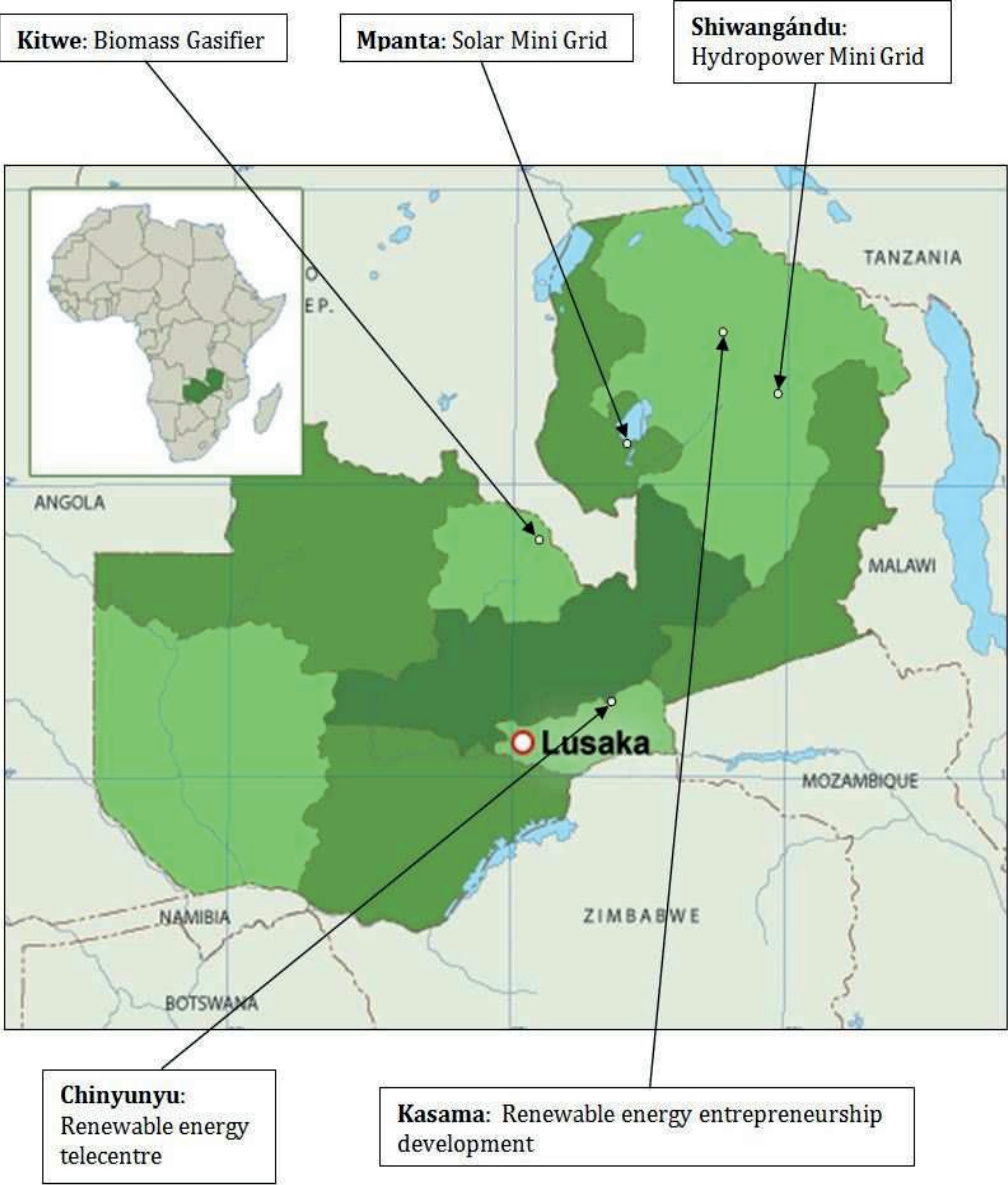 Kitwe: Biomass Gasifier
Mpanta: Solar Mini Grid
Shiwangándu:
Hydropower Mini Grid
TANZANIA
O
EP.
ANGOLA
MALAWI
Lusaka
MOZAMBIQUE
NAMIBIA
ZIMBABWE
BOTSWANA
Chinyunyu:
Renewable energy
telecentre
Kasama: Renewable energy entrepreneurship
development